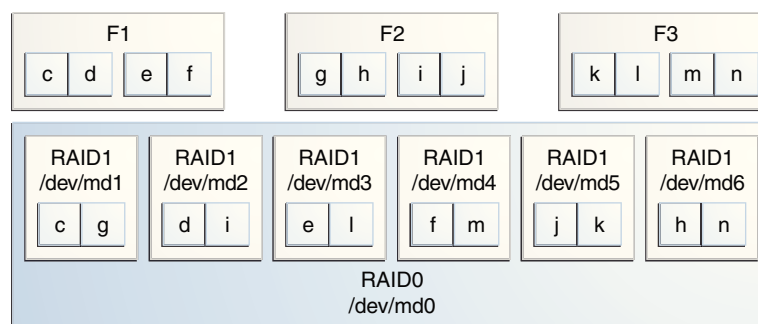 F1
c d e f
F2
g h i j
F3
k l m n
RAID1
/dev/md1
c g
RAID1
/dev/md2
d i
RAID1
/dev/md3
e l
RAID1
/dev/md4
f m
RAID1
/dev/md5
j k
RAID1
/dev/md6
h n
RAID0
/dev/md0